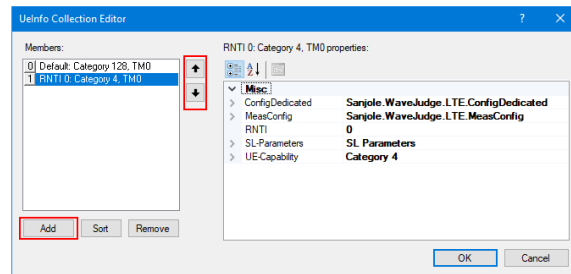 UeInfo Collection Editor
? ×
Members:
0 Default: Category 128, TM0
1 RNTI 0: Category 4, TM0
Add Sort Remove
RNTI 0: Category 4, TM0 properties:
Misc
ConfigDedicated Sanjole.WaveJudge.LTE.ConfigDedicated
MeasConfig Sanjole.WaveJudge.LTE.MeasConfig
RNTI 0
SL-Parameters SL Parameters
UE-Capability Category 4
OK Cancel